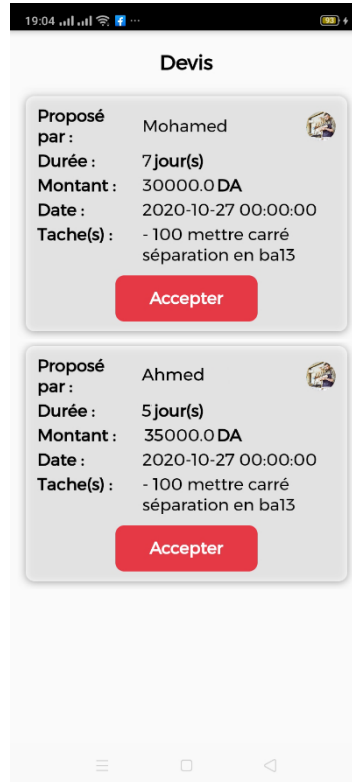 19:04
93
Devis
Proposé par : Mohamed
Durée : 7 jour(s)
Montant : 30000.0 DA
Date : 2020-10-27 00:00:00
Tache(s) : - 100 mettre carré
séparation en ba13
Accepter
Proposé par : Ahmed
Durée : 5 jour(s)
Montant : 35000.0 DA
Date : 2020-10-27 00:00:00
Tache(s) : - 100 mettre carré
séparation en ba13
Accepter